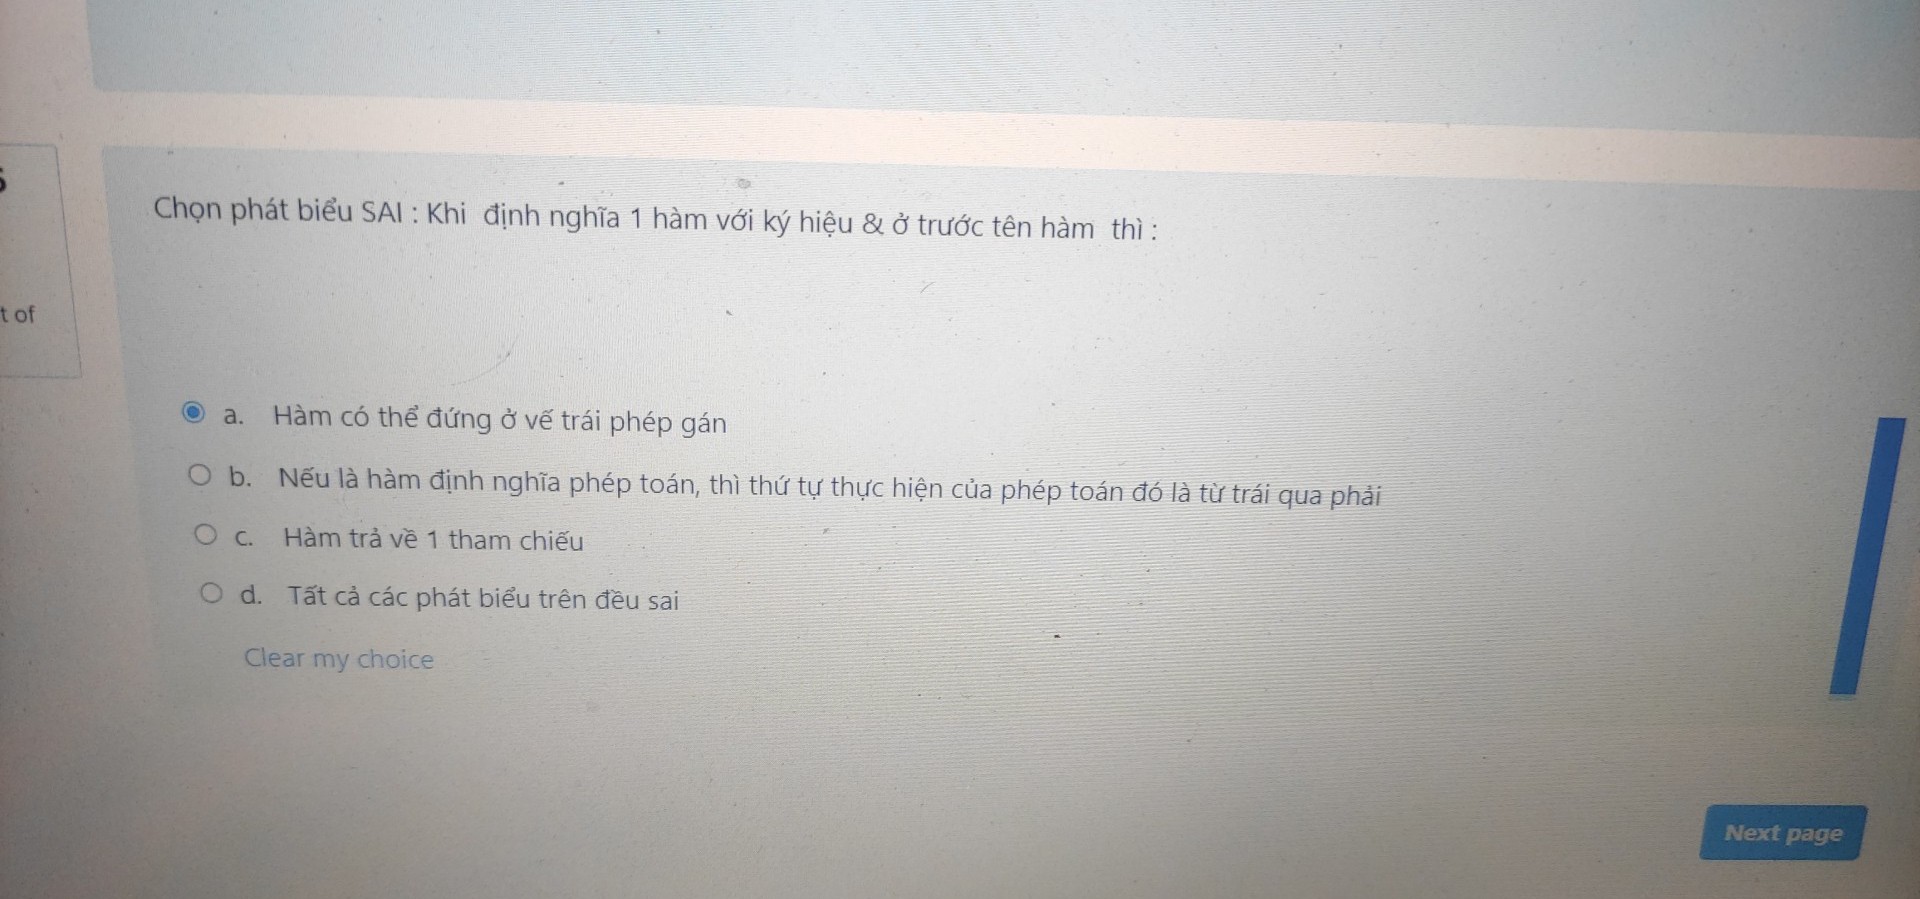 Chọn phát biểu SAI : Khi định nghĩa 1 hàm với ký hiệu & ở trước tên hàm thì :
t of
a. Hàm có thể đứng ở vế trái phép gán
b. Nếu là hàm định nghĩa phép toán, thì thứ tự thực hiện của phép toán đó là từ trái qua phải
c. Hàm trả về 1 tham chiếu
d. Tất cả các phát biểu trên đều sai
Clear my choice
Next page